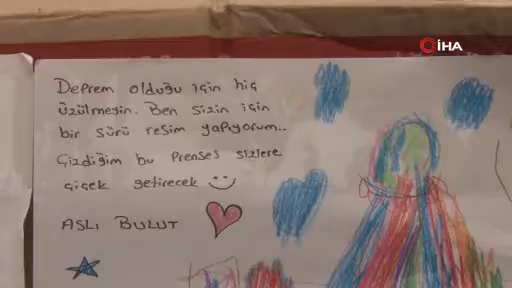 İHA
Deprem olduğu için hiç
üzülmeyin. Ben sizin için
bir sürü resim yapıyorum..
Çizdiğim bu prenses sizlere
çiçek getirecek
ASLI BULUT